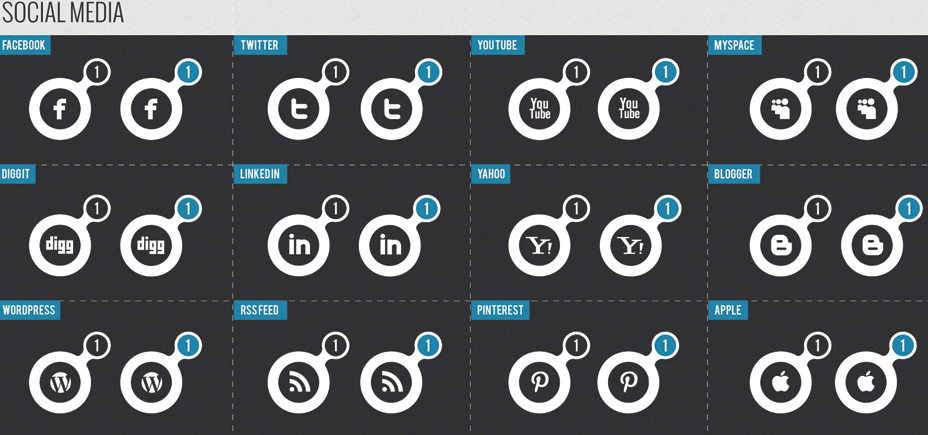 SOCIAL MEDIA
FACEBOOK TWITTER YOUTUBE MYSPACE
1 1 1 1 1 1 1 1
f f t t You Tube You Tube
DIGGIT LINKEDIN YAHOO BLOGGER
1 1 1 1 1 1 1 1
digg digg in in Y! Y! B B
WORDPRESS RSS FEED PINTEREST APPLE
1 1 1 1 1 1 1 1
W W P P